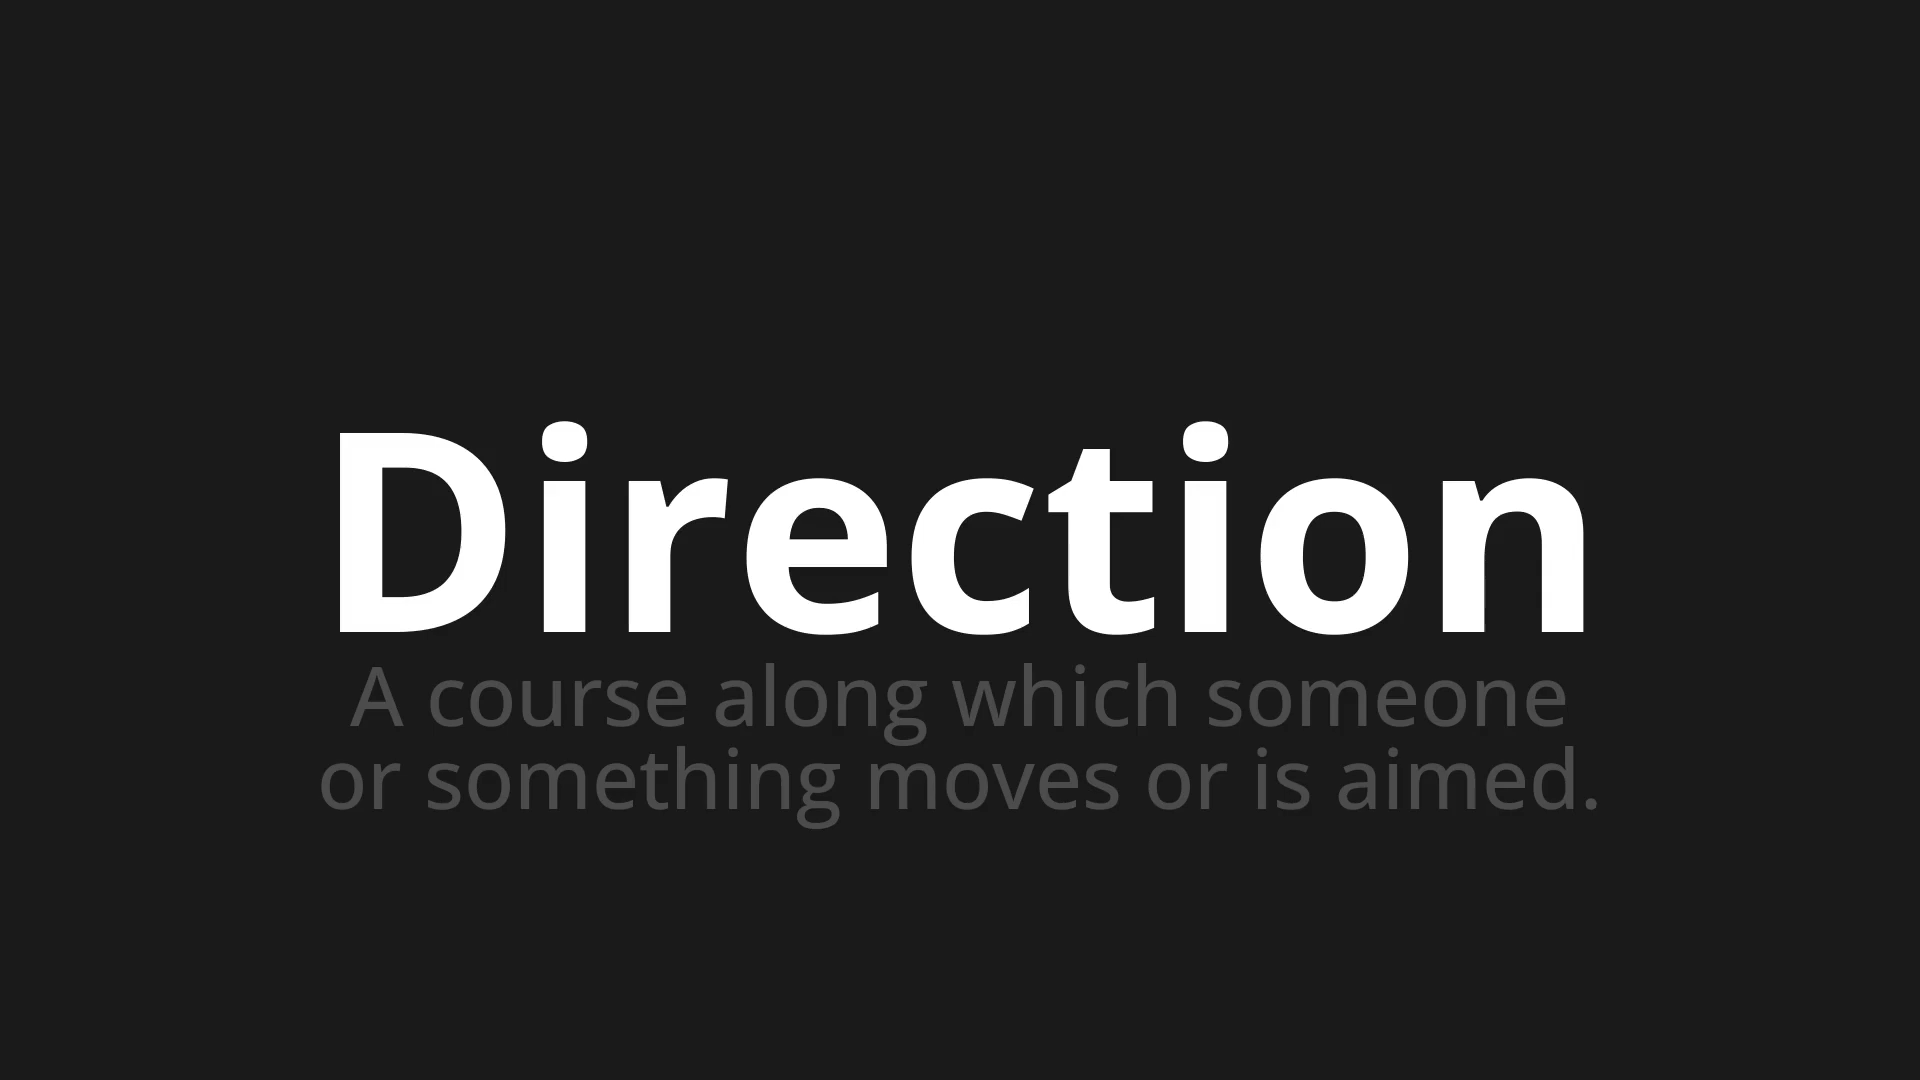 Direction
A course along which someone
or something moves or is aimed.